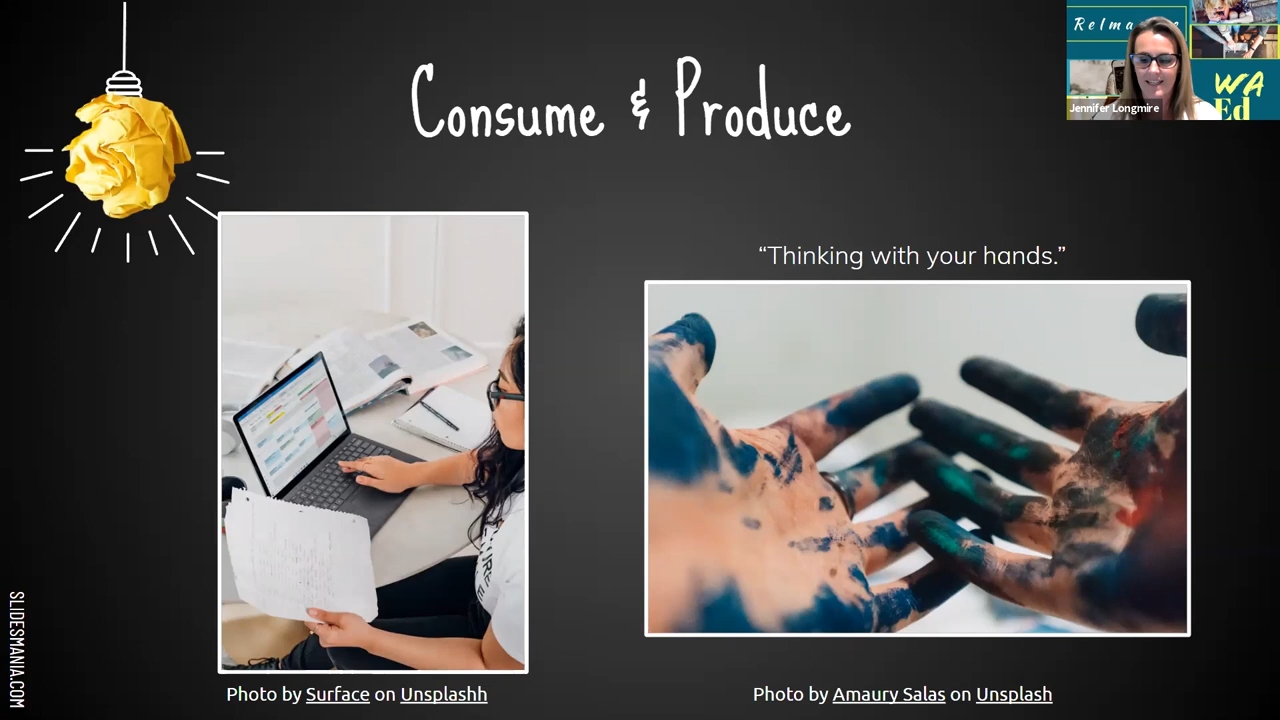 Consume & Produce
ReIma e
Jennifer Longmire
WA
Ed
“Thinking with your hands.”
Photo by Surface on Unsplashh
Photo by Amaury Salas on Unsplash
SLIDESMANIA.COM